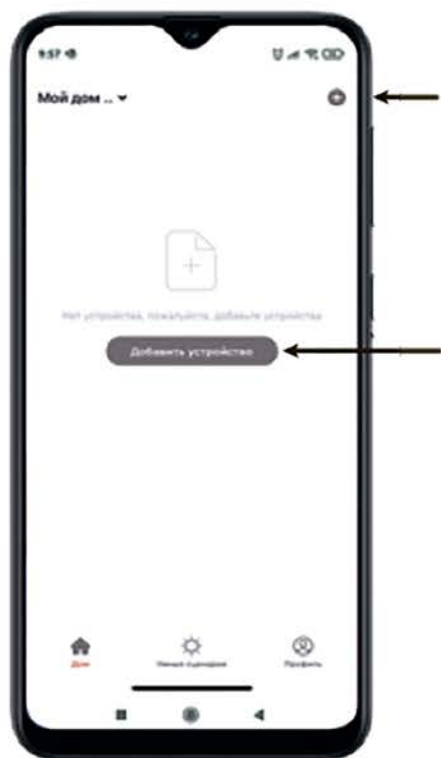 9:57
Мой дом ..
Нет устройства, пожалуйста, добавьте устройства
Добавить устройство
Дом
Умные сценарии
Профиль